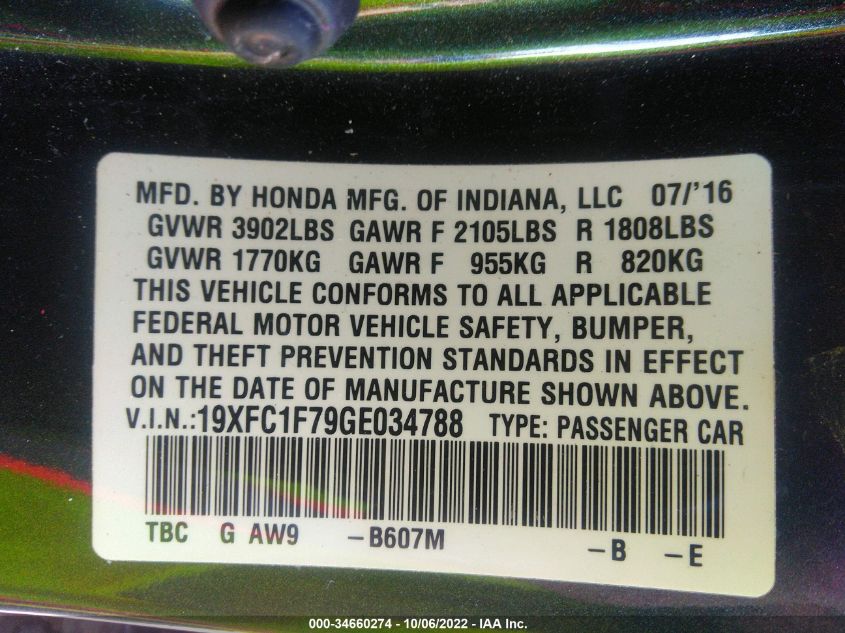 MFD. BY HONDA MFG. OF INDIANA, LLC 07/'16
GVWR 3902LBS GAWR F 2105LBS R 1808LBS
GVWR 1770KG GAWR F 955KG R 820KG
THIS VEHICLE CONFORMS TO ALL APPLICABLE
FEDERAL MOTOR VEHICLE SAFETY, BUMPER,
AND THEFT PREVENTION STANDARDS IN EFFECT
ON THE DATE OF MANUFACTURE SHOWN ABOVE.
V.I.N.:19XFC1F79GE034788 TYPE: PASSENGER CAR
TBC G AW9 -B607M -B -E
000-34660274 - 10/06/2022 - IAA Inc.